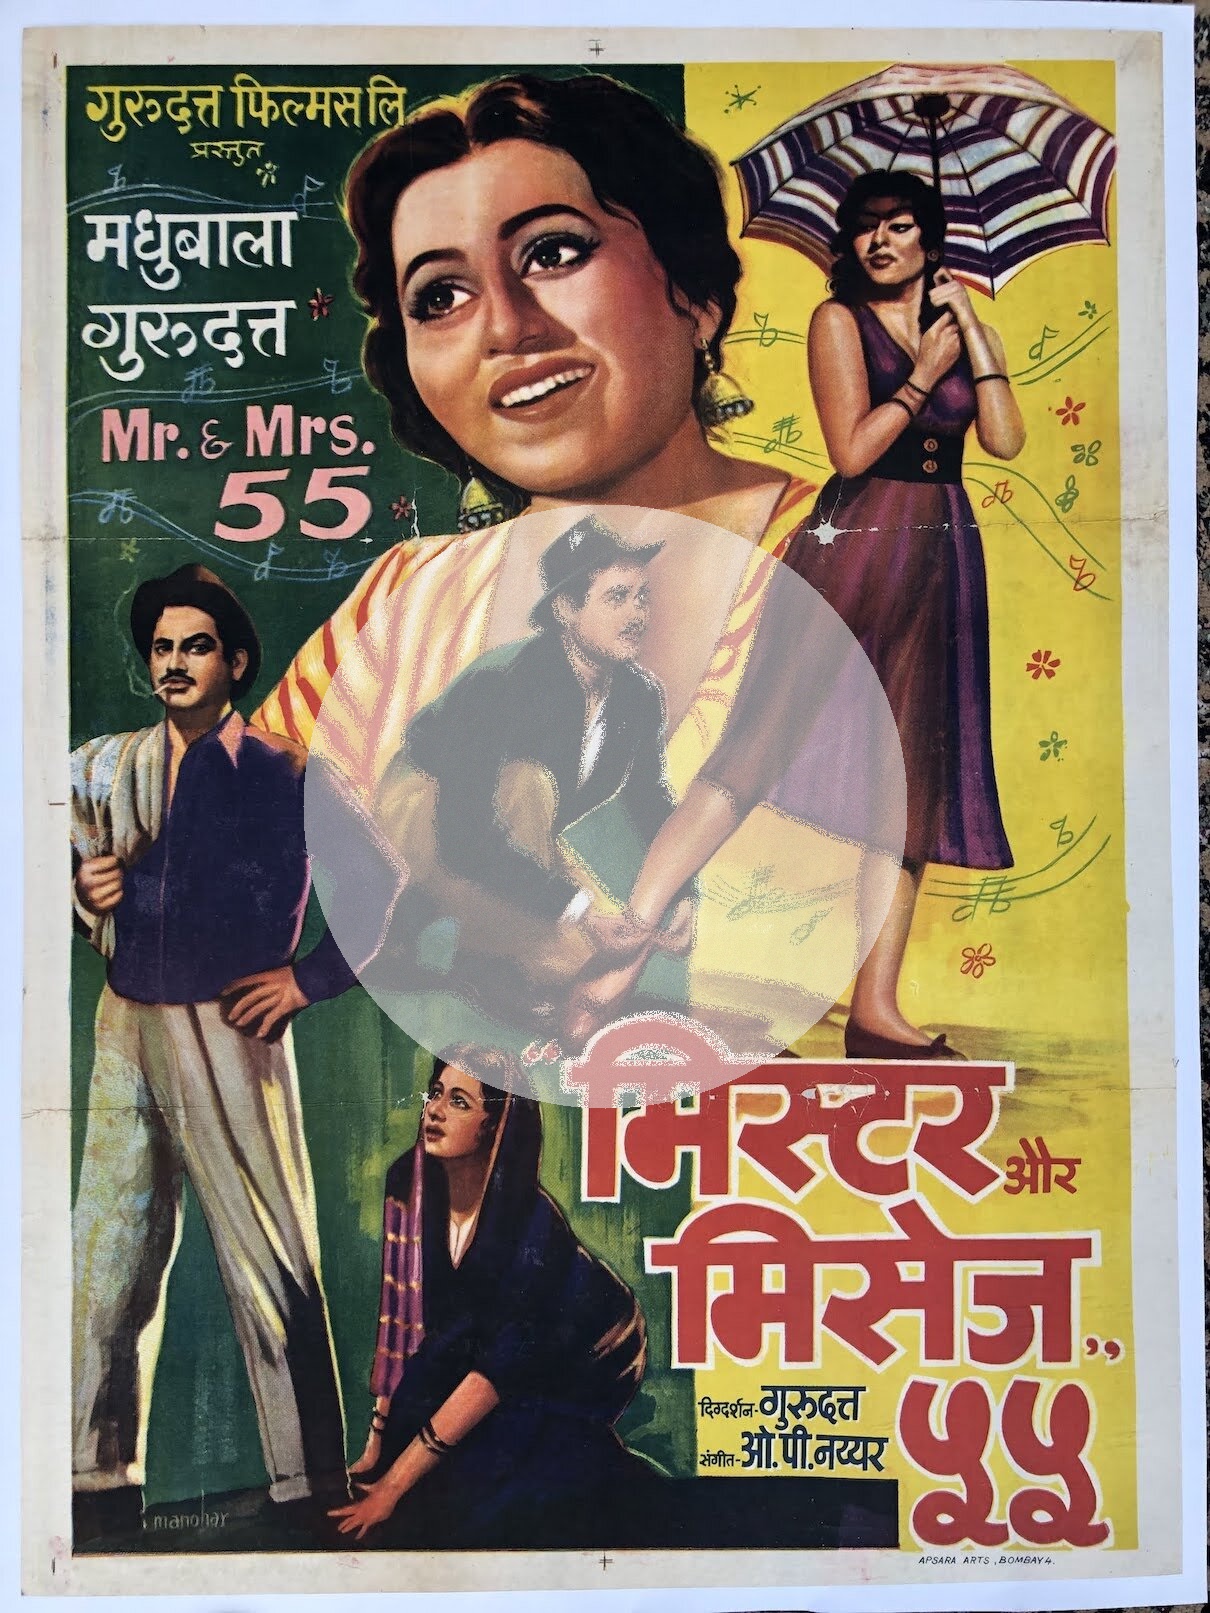 गुरुदत्त फिल्मस लि
प्रस्तुत
मधुबाला
गुरुदत्त
Mr. & Mrs.
55
“मिस्टर और
मिसेज”
५५
दिग्दर्शन-गुरुदत्त
संगीत-ओ.पी.नय्यर
manohar
APSARA ARTS, BOMBAY 4.